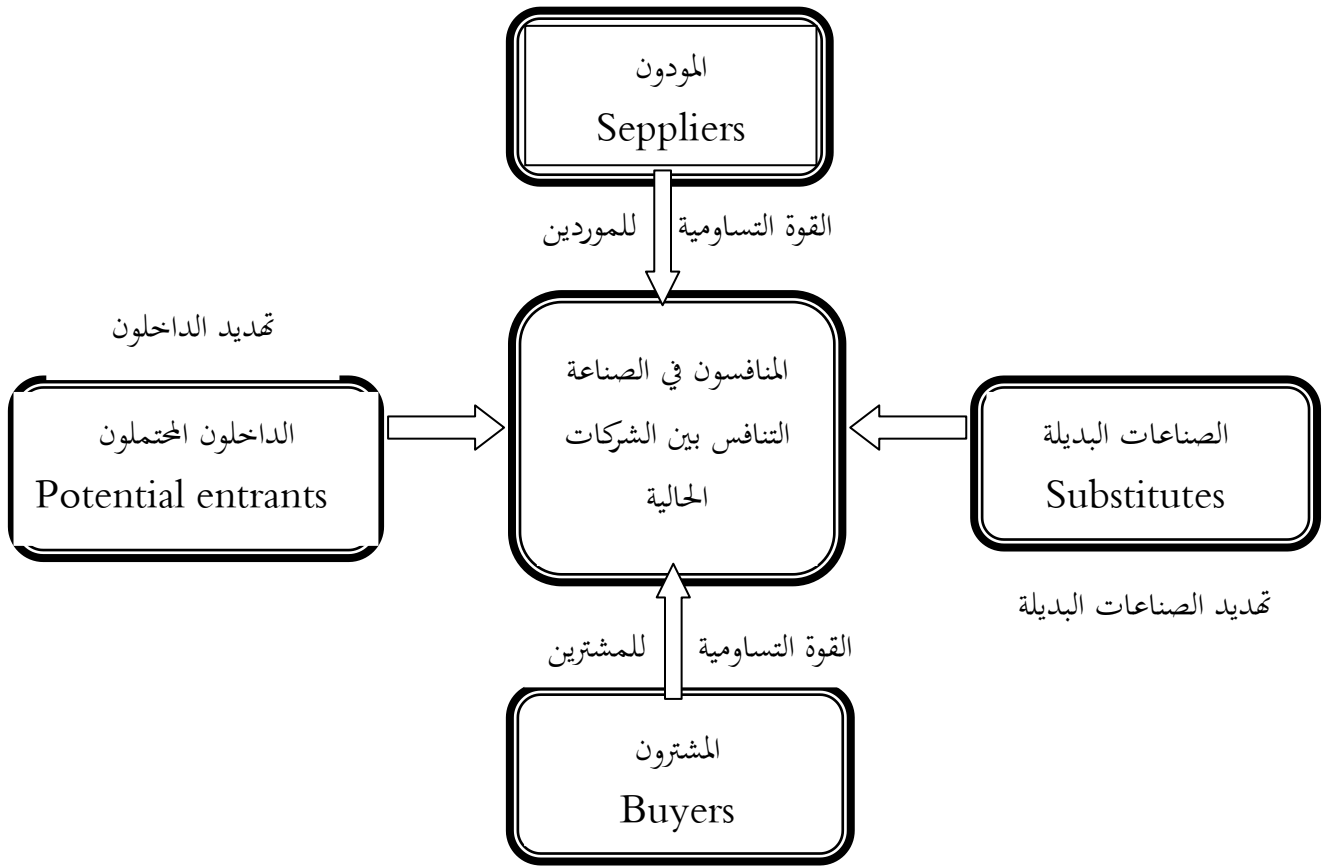 المودون
Seppliers
القوة التساومية للموردين
تهديد الداخلون
المنافسون في الصناعة
التنافس بين الشركات
الحالية
الداخلون المحتملون
Potential entrants
الصناعات البديلة
Substitutes
تهديد الصناعات البديلة
القوة التساومية للمشترين
المشترون
Buyers